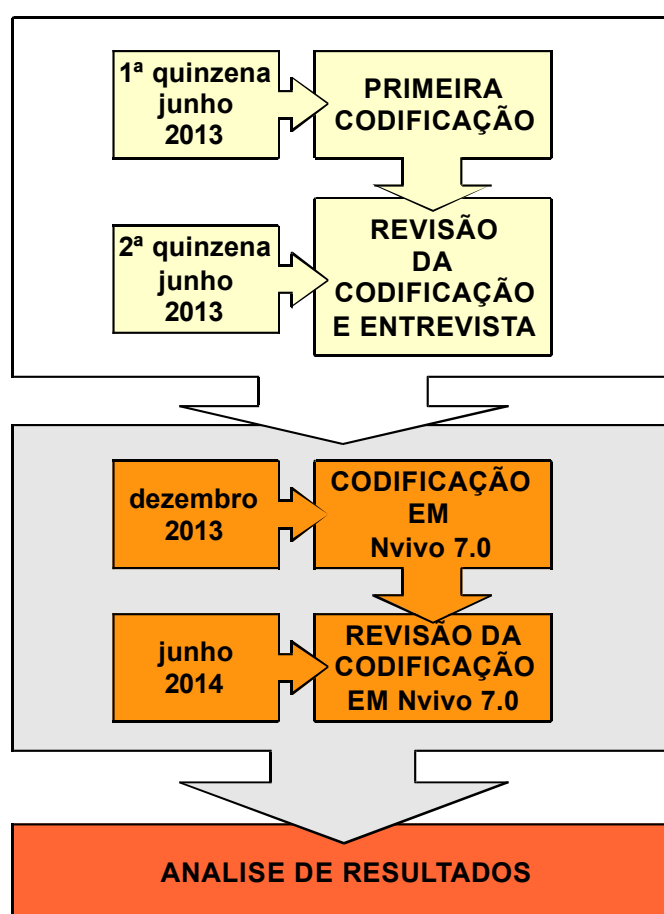 1ª quinzena
junho
2013
PRIMEIRA
CODIFICAÇÃO
2ª quinzena
junho
2013
REVISÃO
DA
CODIFICAÇÃO
E ENTREVISTA
dezembro
2013
CODIFICAÇÃO
EM
Nvivo 7.0
junho
2014
REVISÃO DA
CODIFICAÇÃO
EM Nvivo 7.0
ANALISE DE RESULTADOS